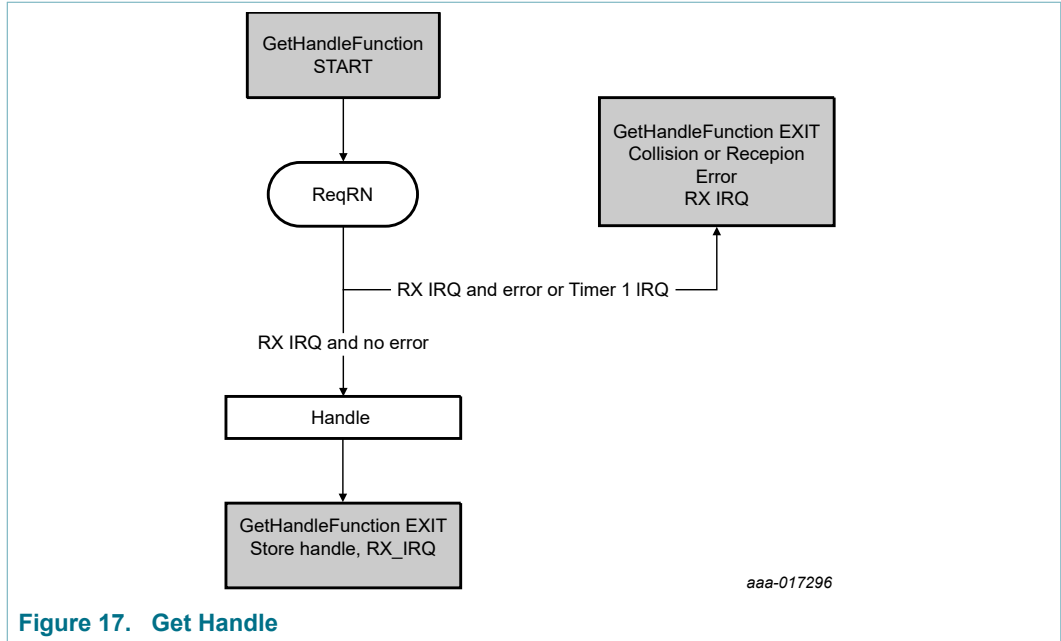 GetHandleFunction
START
GetHandleFunction EXIT
Collision or Recepion
Error
RX IRQ
ReqRN
RX IRQ and error or Timer 1 IRQ
RX IRQ and no error
Handle
GetHandleFunction EXIT
Store handle, RX_IRQ
aaa-017296
Figure 17. Get Handle